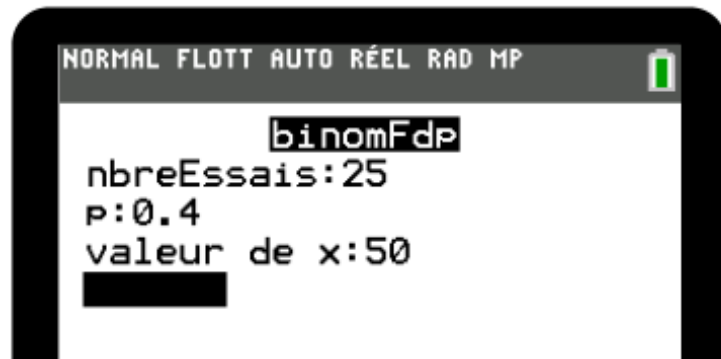 NORMAL FLOTT AUTO RÉEL RAD MP
binomFdp
nbreEssais:25
p:0.4
valeur de x:50